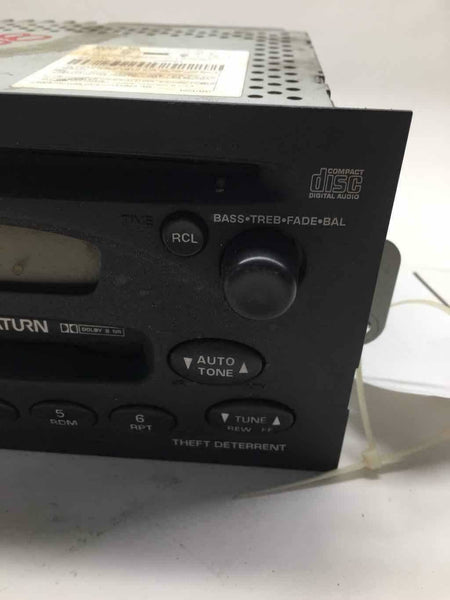 COMPACT
disc
DIGITAL AUDIO
TIME
BASS•TREB•FADE•BAL
RCL
DOLBY B NR
AUTO
TONE
5
RDM
6
RPT
TUNE
REW FF
THEFT DETERRENT